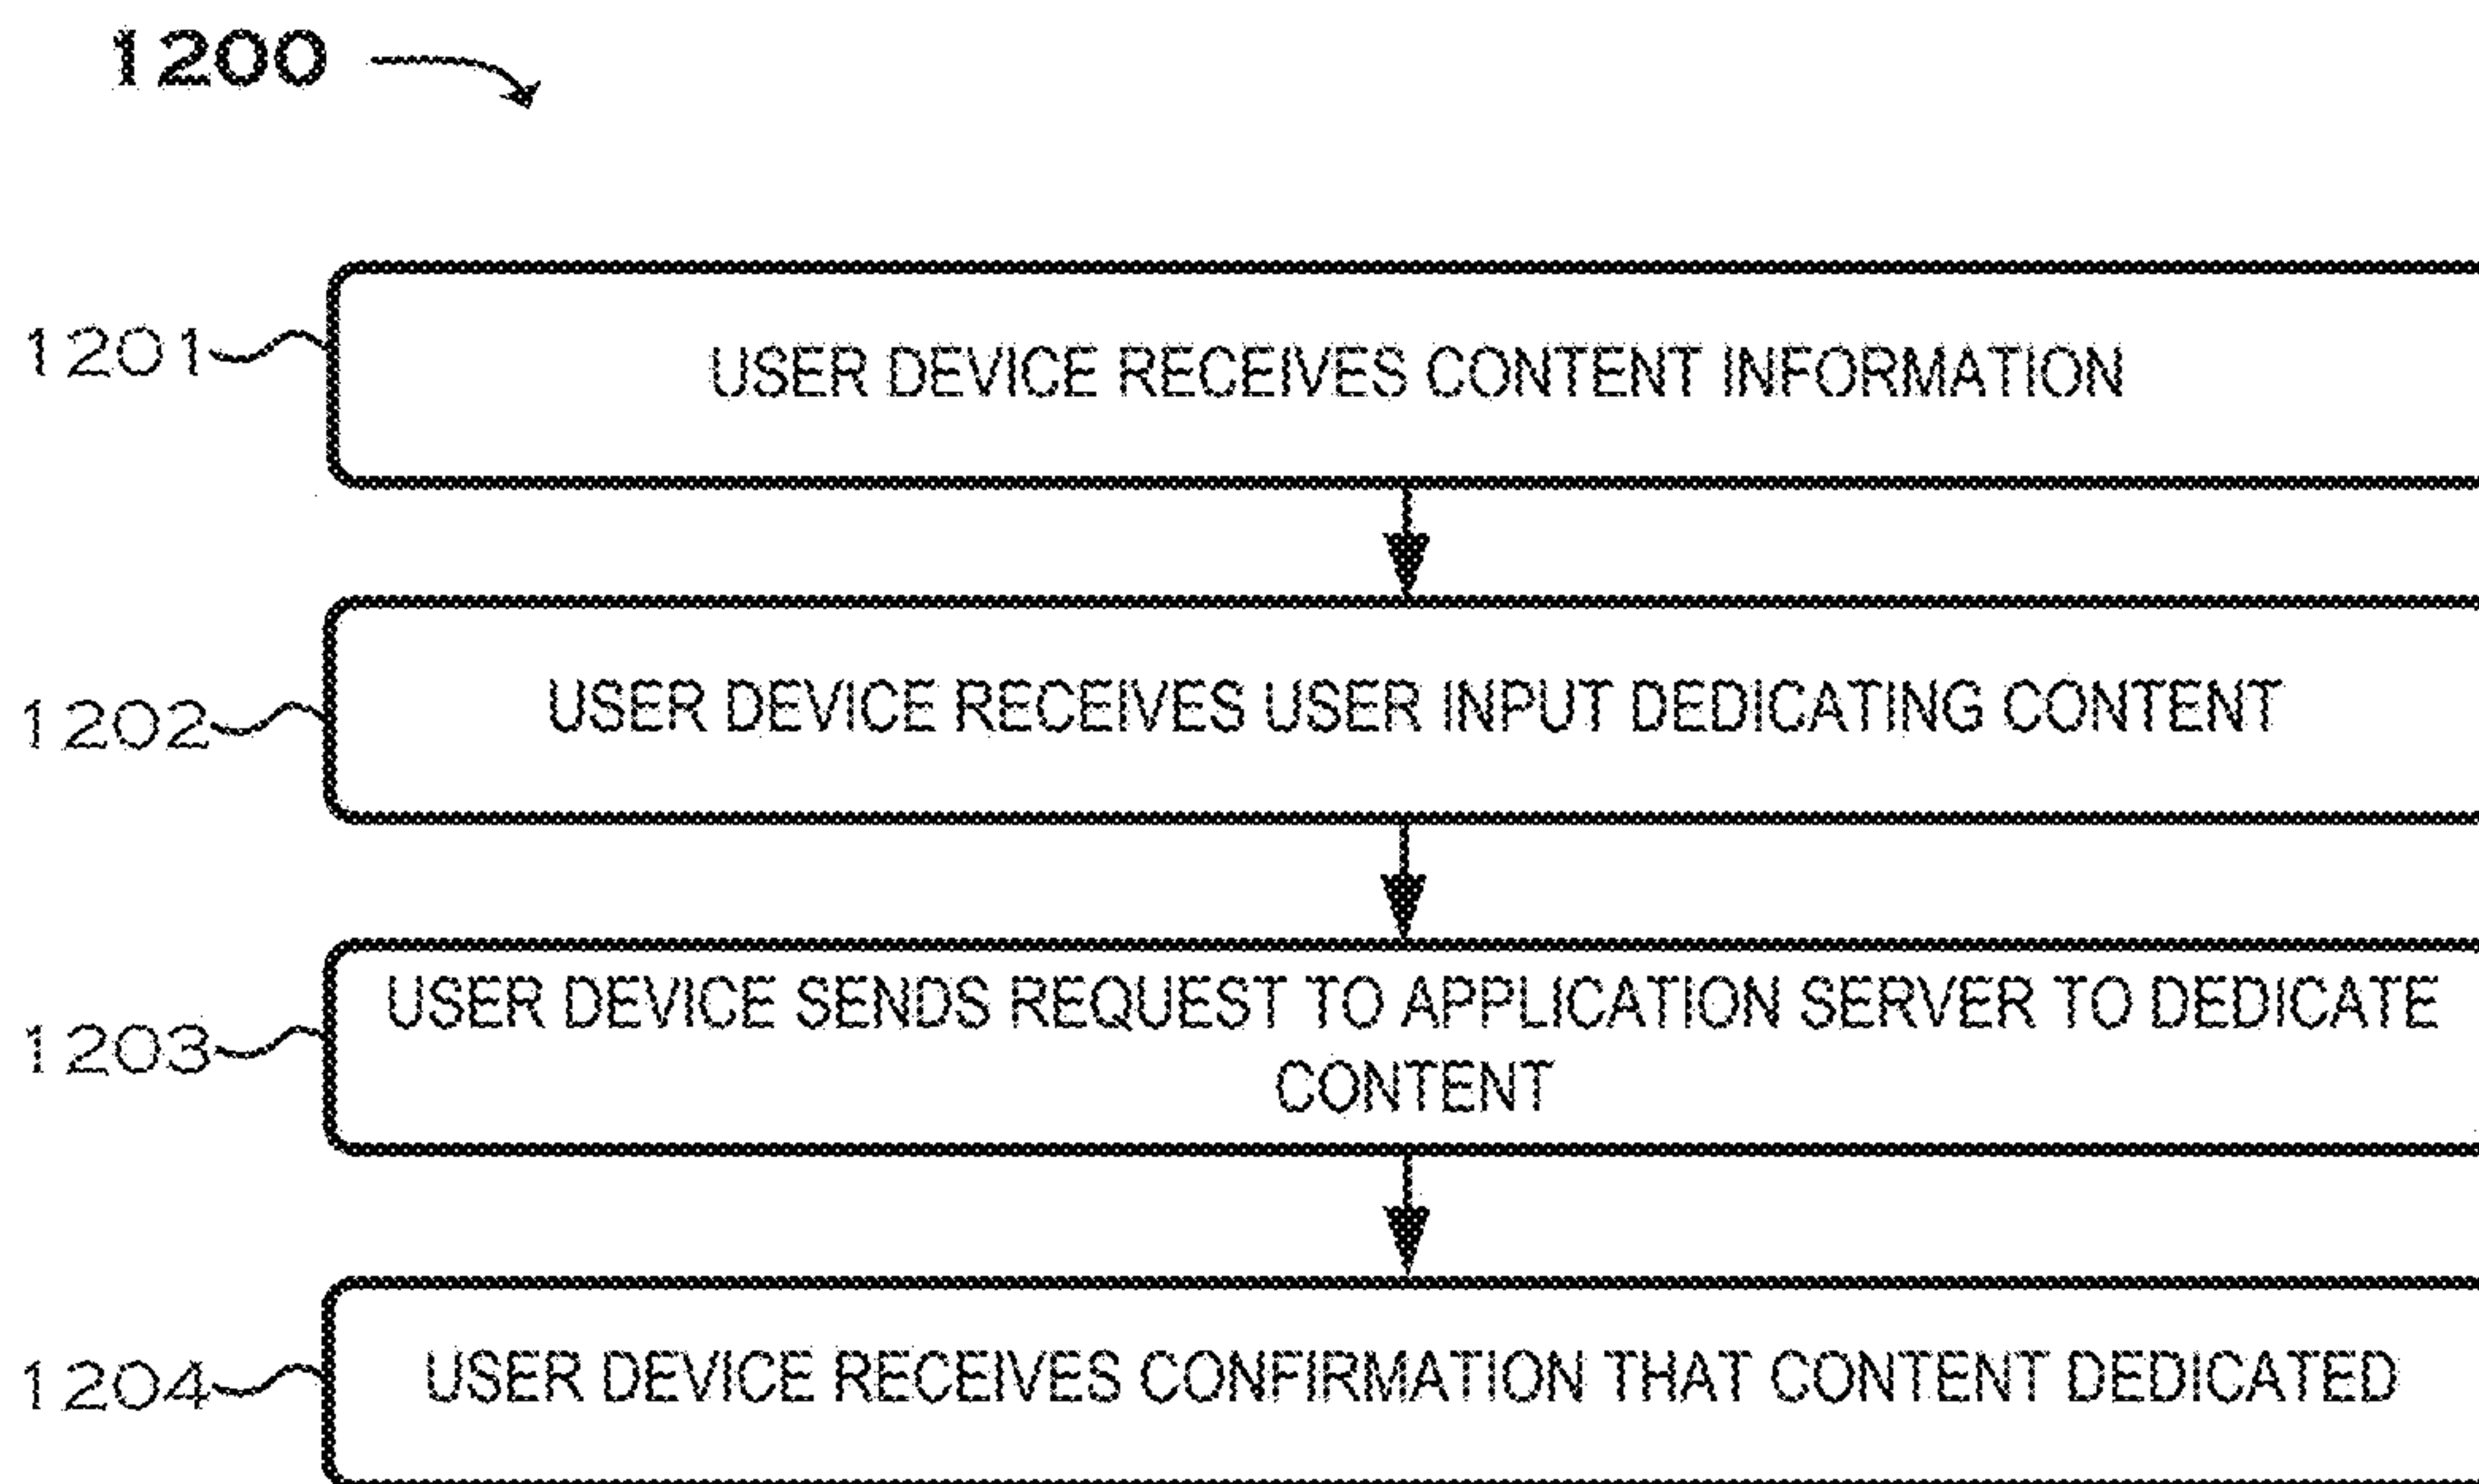 1200
1201
USER DEVICE RECEIVES CONTENT INFORMATION
1202
USER DEVICE RECEIVES USER INPUT DEDICATING CONTENT
1203
USER DEVICE SENDS REQUEST TO APPLICATION SERVER TO DEDICATE
CONTENT
1204
USER DEVICE RECEIVES CONFIRMATION THAT CONTENT DEDICATED